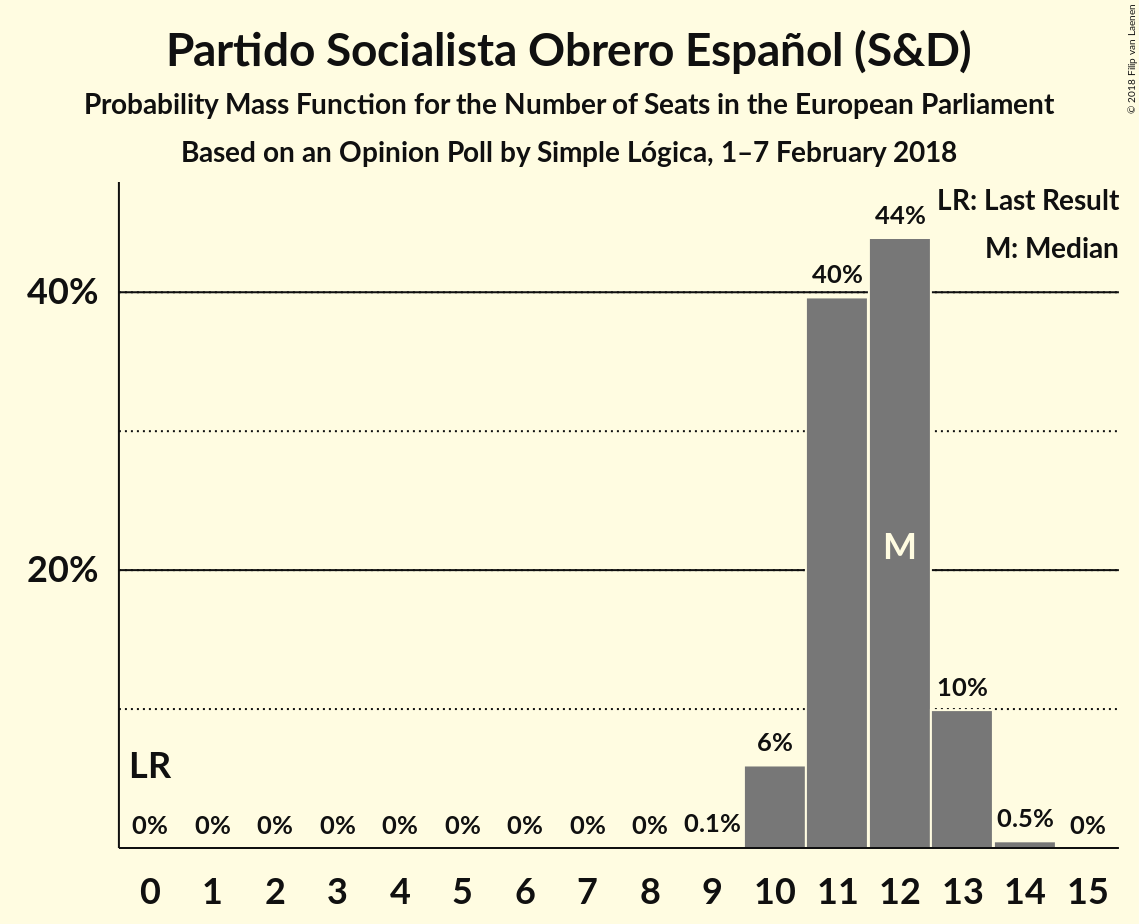 Partido Socialista Obrero Español (S&D)
Probability Mass Function for the Number of Seats in the European Parliament
Based on an Opinion Poll by Simple Lógica, 1–7 February 2018
© 2018 Filip van Laenen
LR: Last Result
M: Median
44%
40%
40%
20%
M
10%
6%
LR
0% 0% 0% 0% 0% 0% 0% 0% 0% 0.1% 0.5% 0%
0 1 2 3 4 5 6 7 8 9 10 11 12 13 14 15